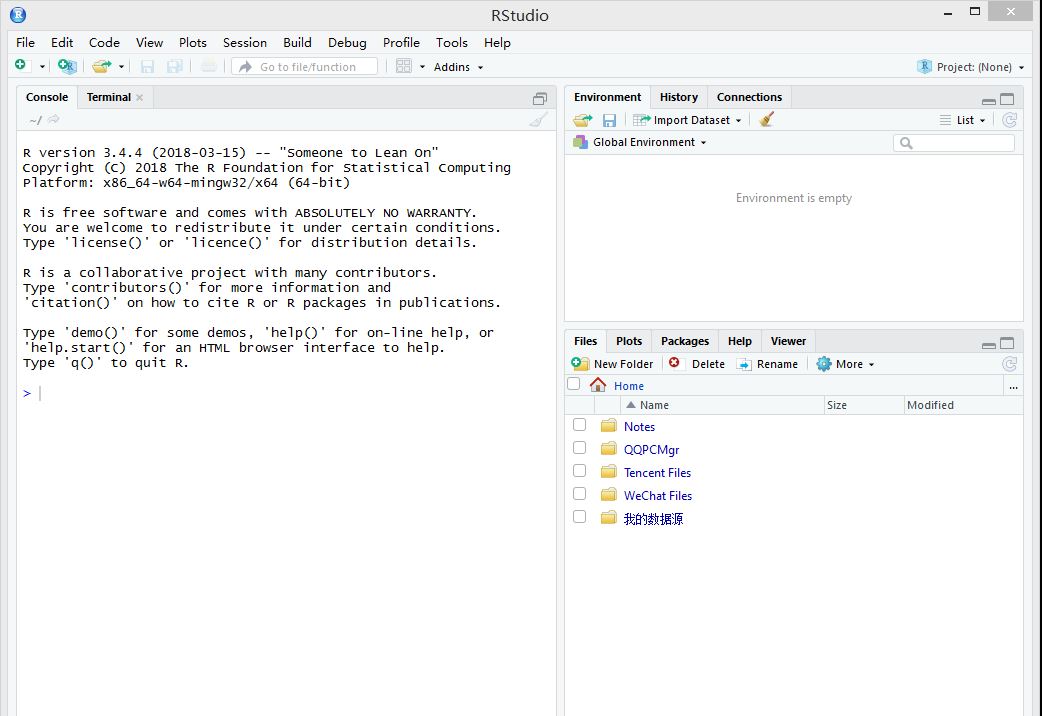 RStudio
File Edit Code View Plots Session Build Debug Profile Tools Help
Go to file/function Addins Project: (None)
Console Terminal
~/
R version 3.4.4 (2018-03-15) -- "Someone to Lean On"
Copyright (C) 2018 The R Foundation for Statistical Computing
Platform: x86_64-w64-mingw32/x64 (64-bit)
R is free software and comes with ABSOLUTELY NO WARRANTY.
You are welcome to redistribute it under certain conditions.
Type 'license()' or 'licence()' for distribution details.
R is a collaborative project with many contributors.
Type 'contributors()' for more information and
'citation()' on how to cite R or R packages in publications.
Type 'demo()' for some demos, 'help()' for on-line help, or
'help.start()' for an HTML browser interface to help.
Type 'q()' to quit R.
>
Environment History Connections
Import Dataset List
Global Environment
Environment is empty
Files Plots Packages Help Viewer
New Folder Delete Rename More
Home ...
Name Size Modified
Notes
QQPCMgr
Tencent Files
WeChat Files
我的数据源